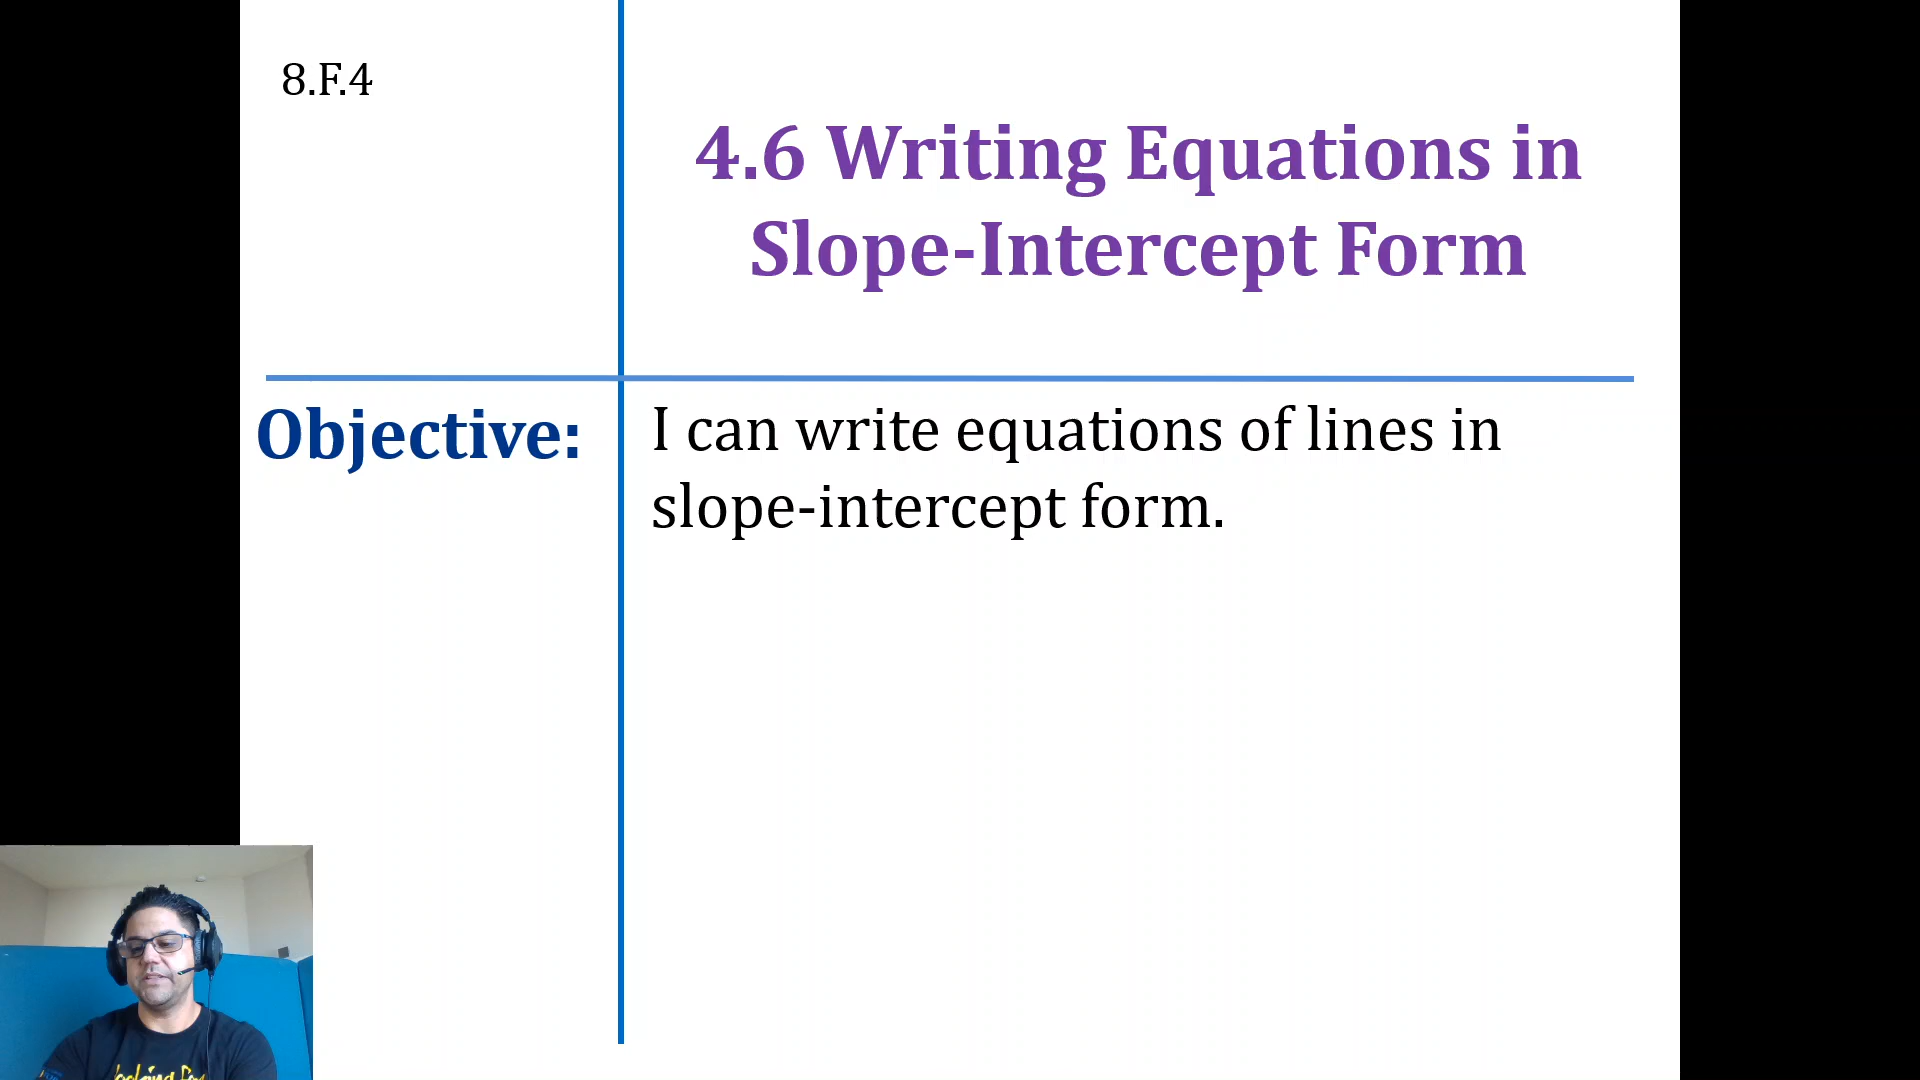 8.F.4
4.6 Writing Equations in
Slope-Intercept Form
Objective:
I can write equations of lines in
slope-intercept form.